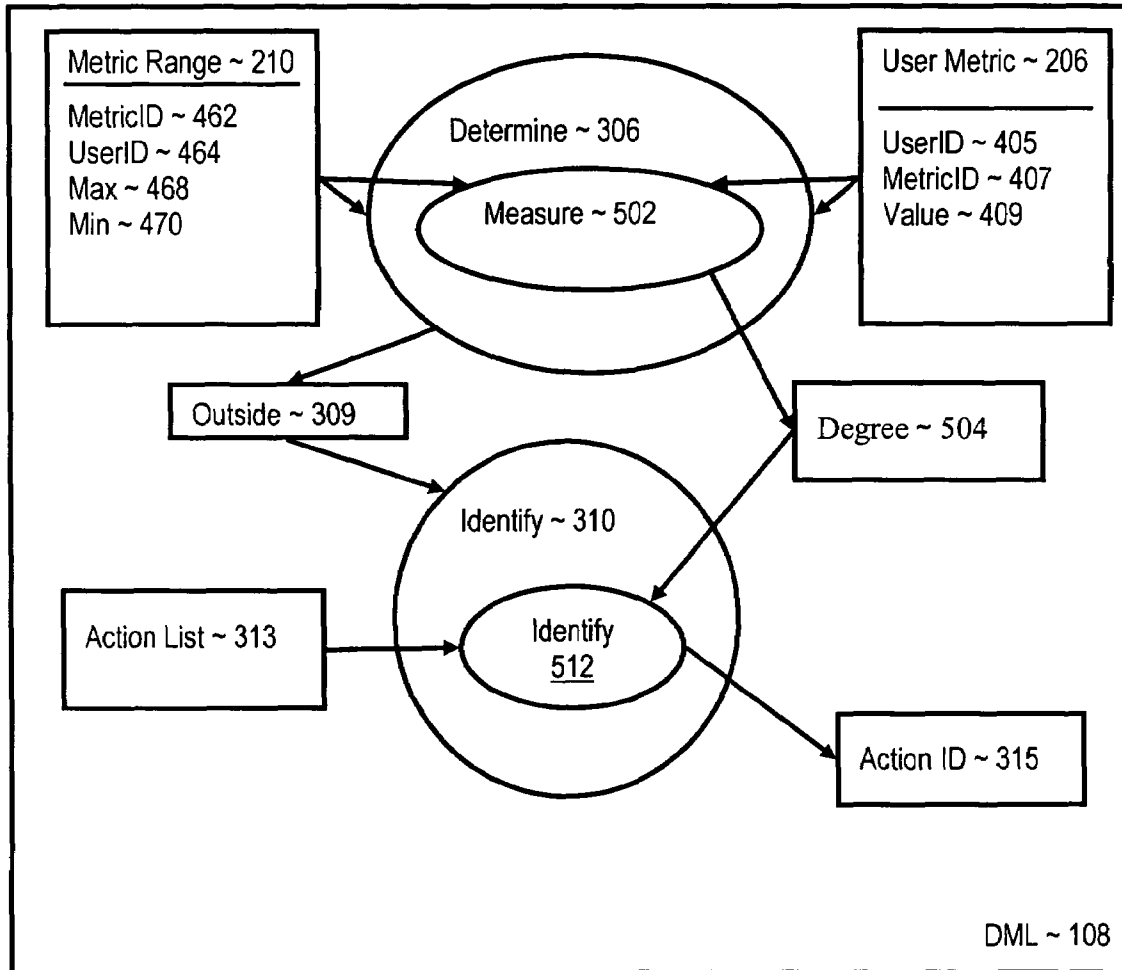 Metric Range ~ 210
MetricID ~ 462
UserID ~ 464
Max ~ 468
Min ~ 470
Determine ~ 306
Measure ~ 502
User Metric ~ 206
UserID ~ 405
MetricID ~ 407
Value ~ 409
Outside ~ 309
Degree ~ 504
Identify ~ 310
Action List ~ 313
Identify
512
Action ID ~ 315
DML ~ 108